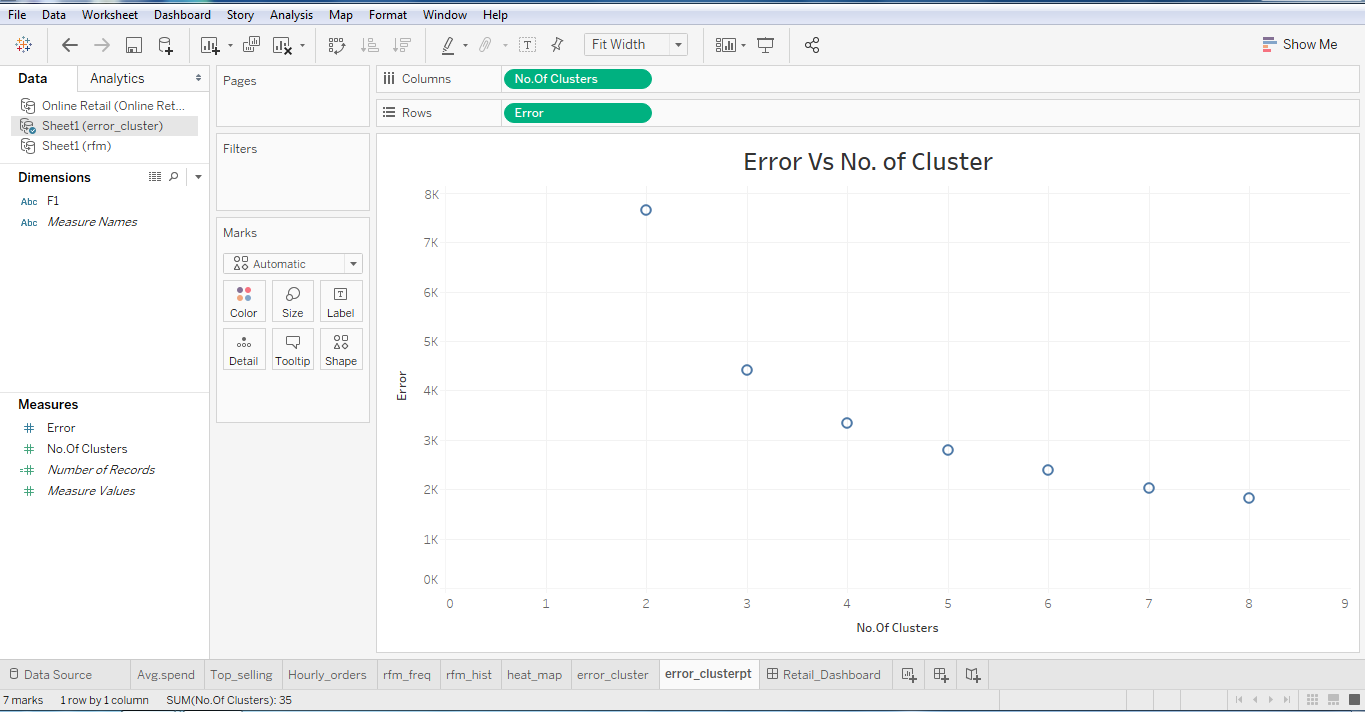 File Data Worksheet Dashboard Story Analysis Map Format Window Help
Fit Width
Show Me
Data Analytics
Online Retail (Online Ret...
Sheet1 (error_cluster)
Sheet1 (rfm)
Dimensions
Abc F1
Abc Measure Names
Measures
# Error
# No.Of Clusters
=# Number of Records
# Measure Values
Pages
Filters
Marks
Automatic
Color Size Label
Detail Tooltip Shape
Columns No.Of Clusters
Rows Error
Error Vs No. of Cluster
8K
7K
6K
5K
4K
3K
2K
1K
0K
Error
0 1 2 3 4 5 6 7 8 9
No.Of Clusters
Data Source Avg.spend Top_selling Hourly_orders rfm_freq rfm_hist heat_map error_cluster error_clusterpt Retail_Dashboard
7 marks 1 row by 1 column SUM(No.Of Clusters): 35